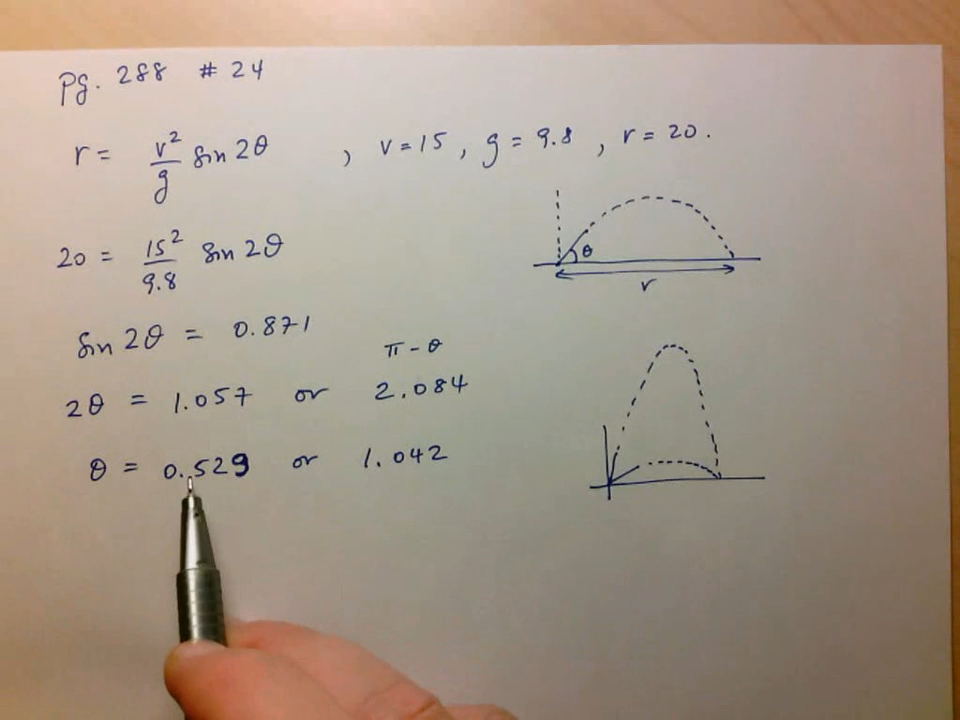 Pg. 288 # 24
r = v²/g sin 2θ , v = 15 , g = 9.8 , r = 20 .
20 = 15²/9.8 sin 2θ
θ
r
sin 2θ = 0.871
π - θ
2θ = 1.057 or 2.084
θ = 0.529 or 1.042